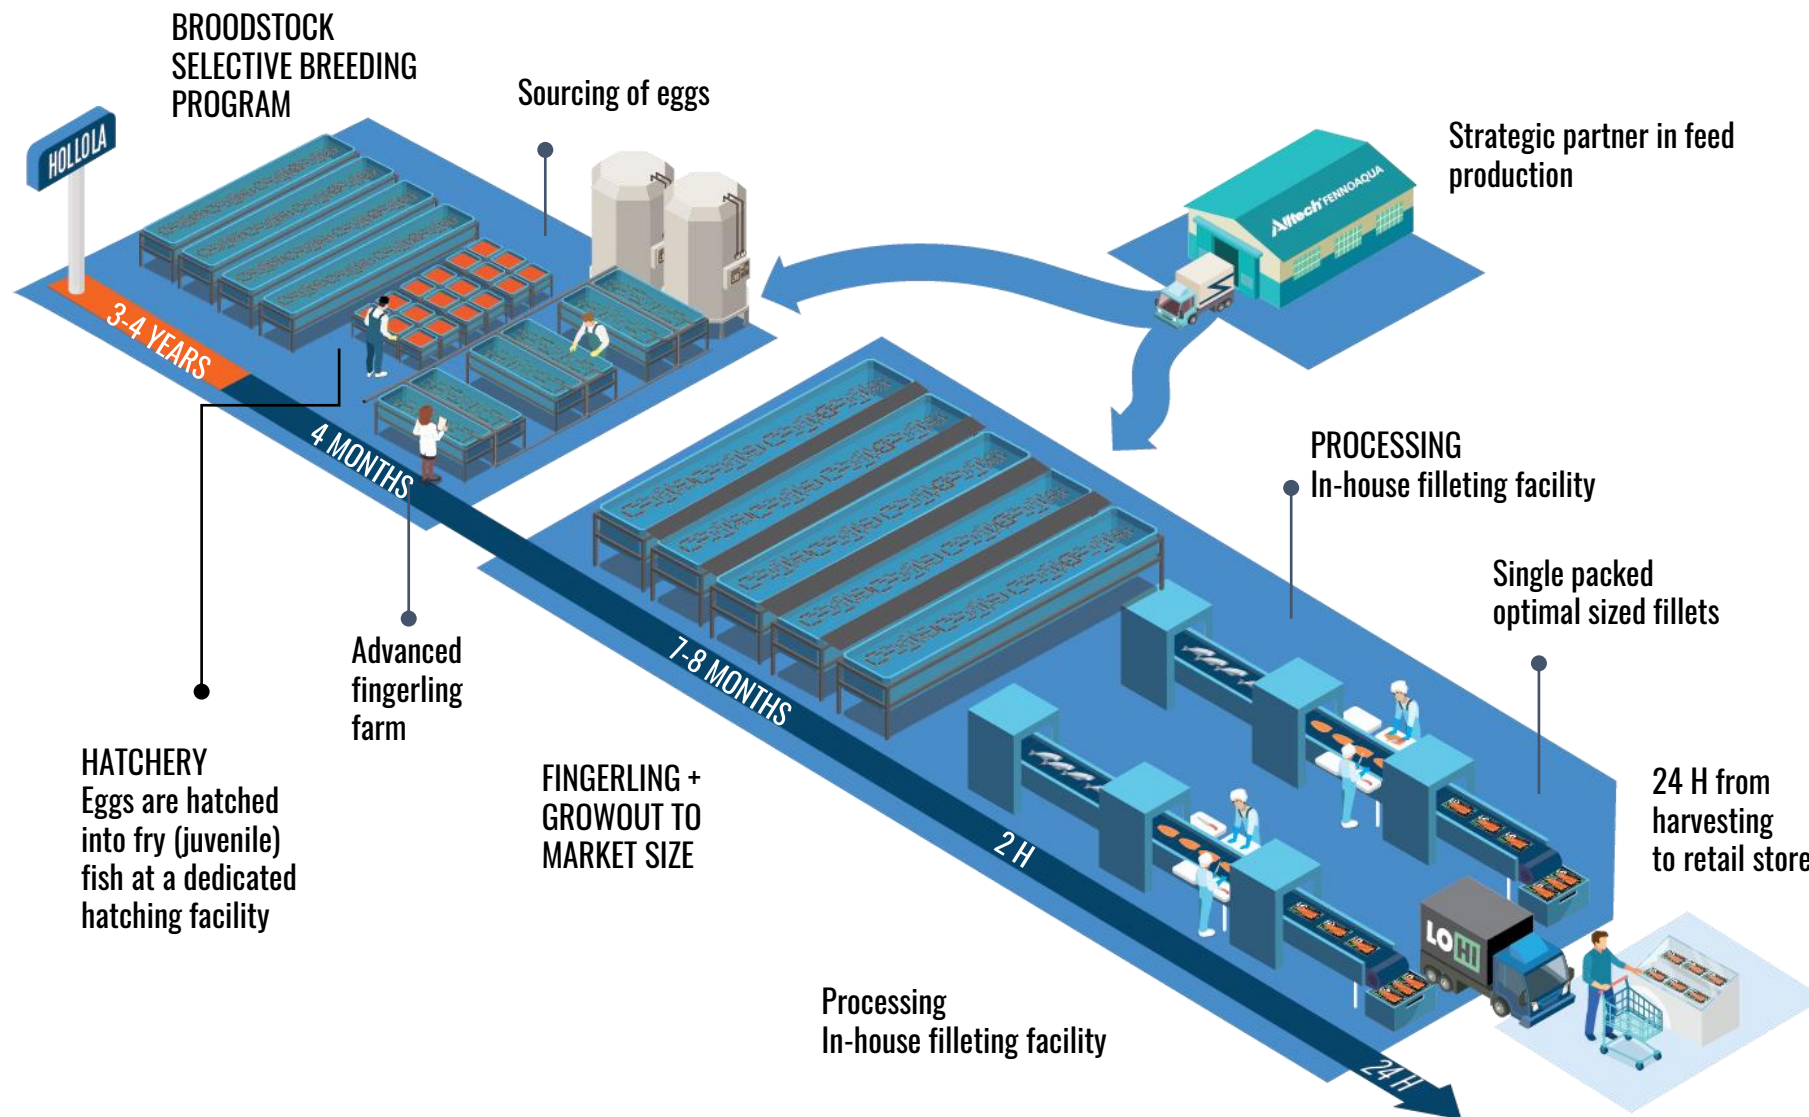 BROODSTOCK
SELECTIVE BREEDING
PROGRAM
Sourcing of eggs
HOLLOLA
Strategic partner in feed
production
Alltech FENNOAQUA
3-4 YEARS
4 MONTHS
7-8 MONTHS
2 H
24 H
PROCESSING
In-house filleting facility
Single packed
optimal sized fillets
Advanced
fingerling
farm
HATCHERY
Eggs are hatched
into fry (juvenile)
fish at a dedicated
hatching facility
FINGERLING +
GROWOUT TO
MARKET SIZE
24 H from
harvesting
to retail store
LOHI
Processing
In-house filleting facility